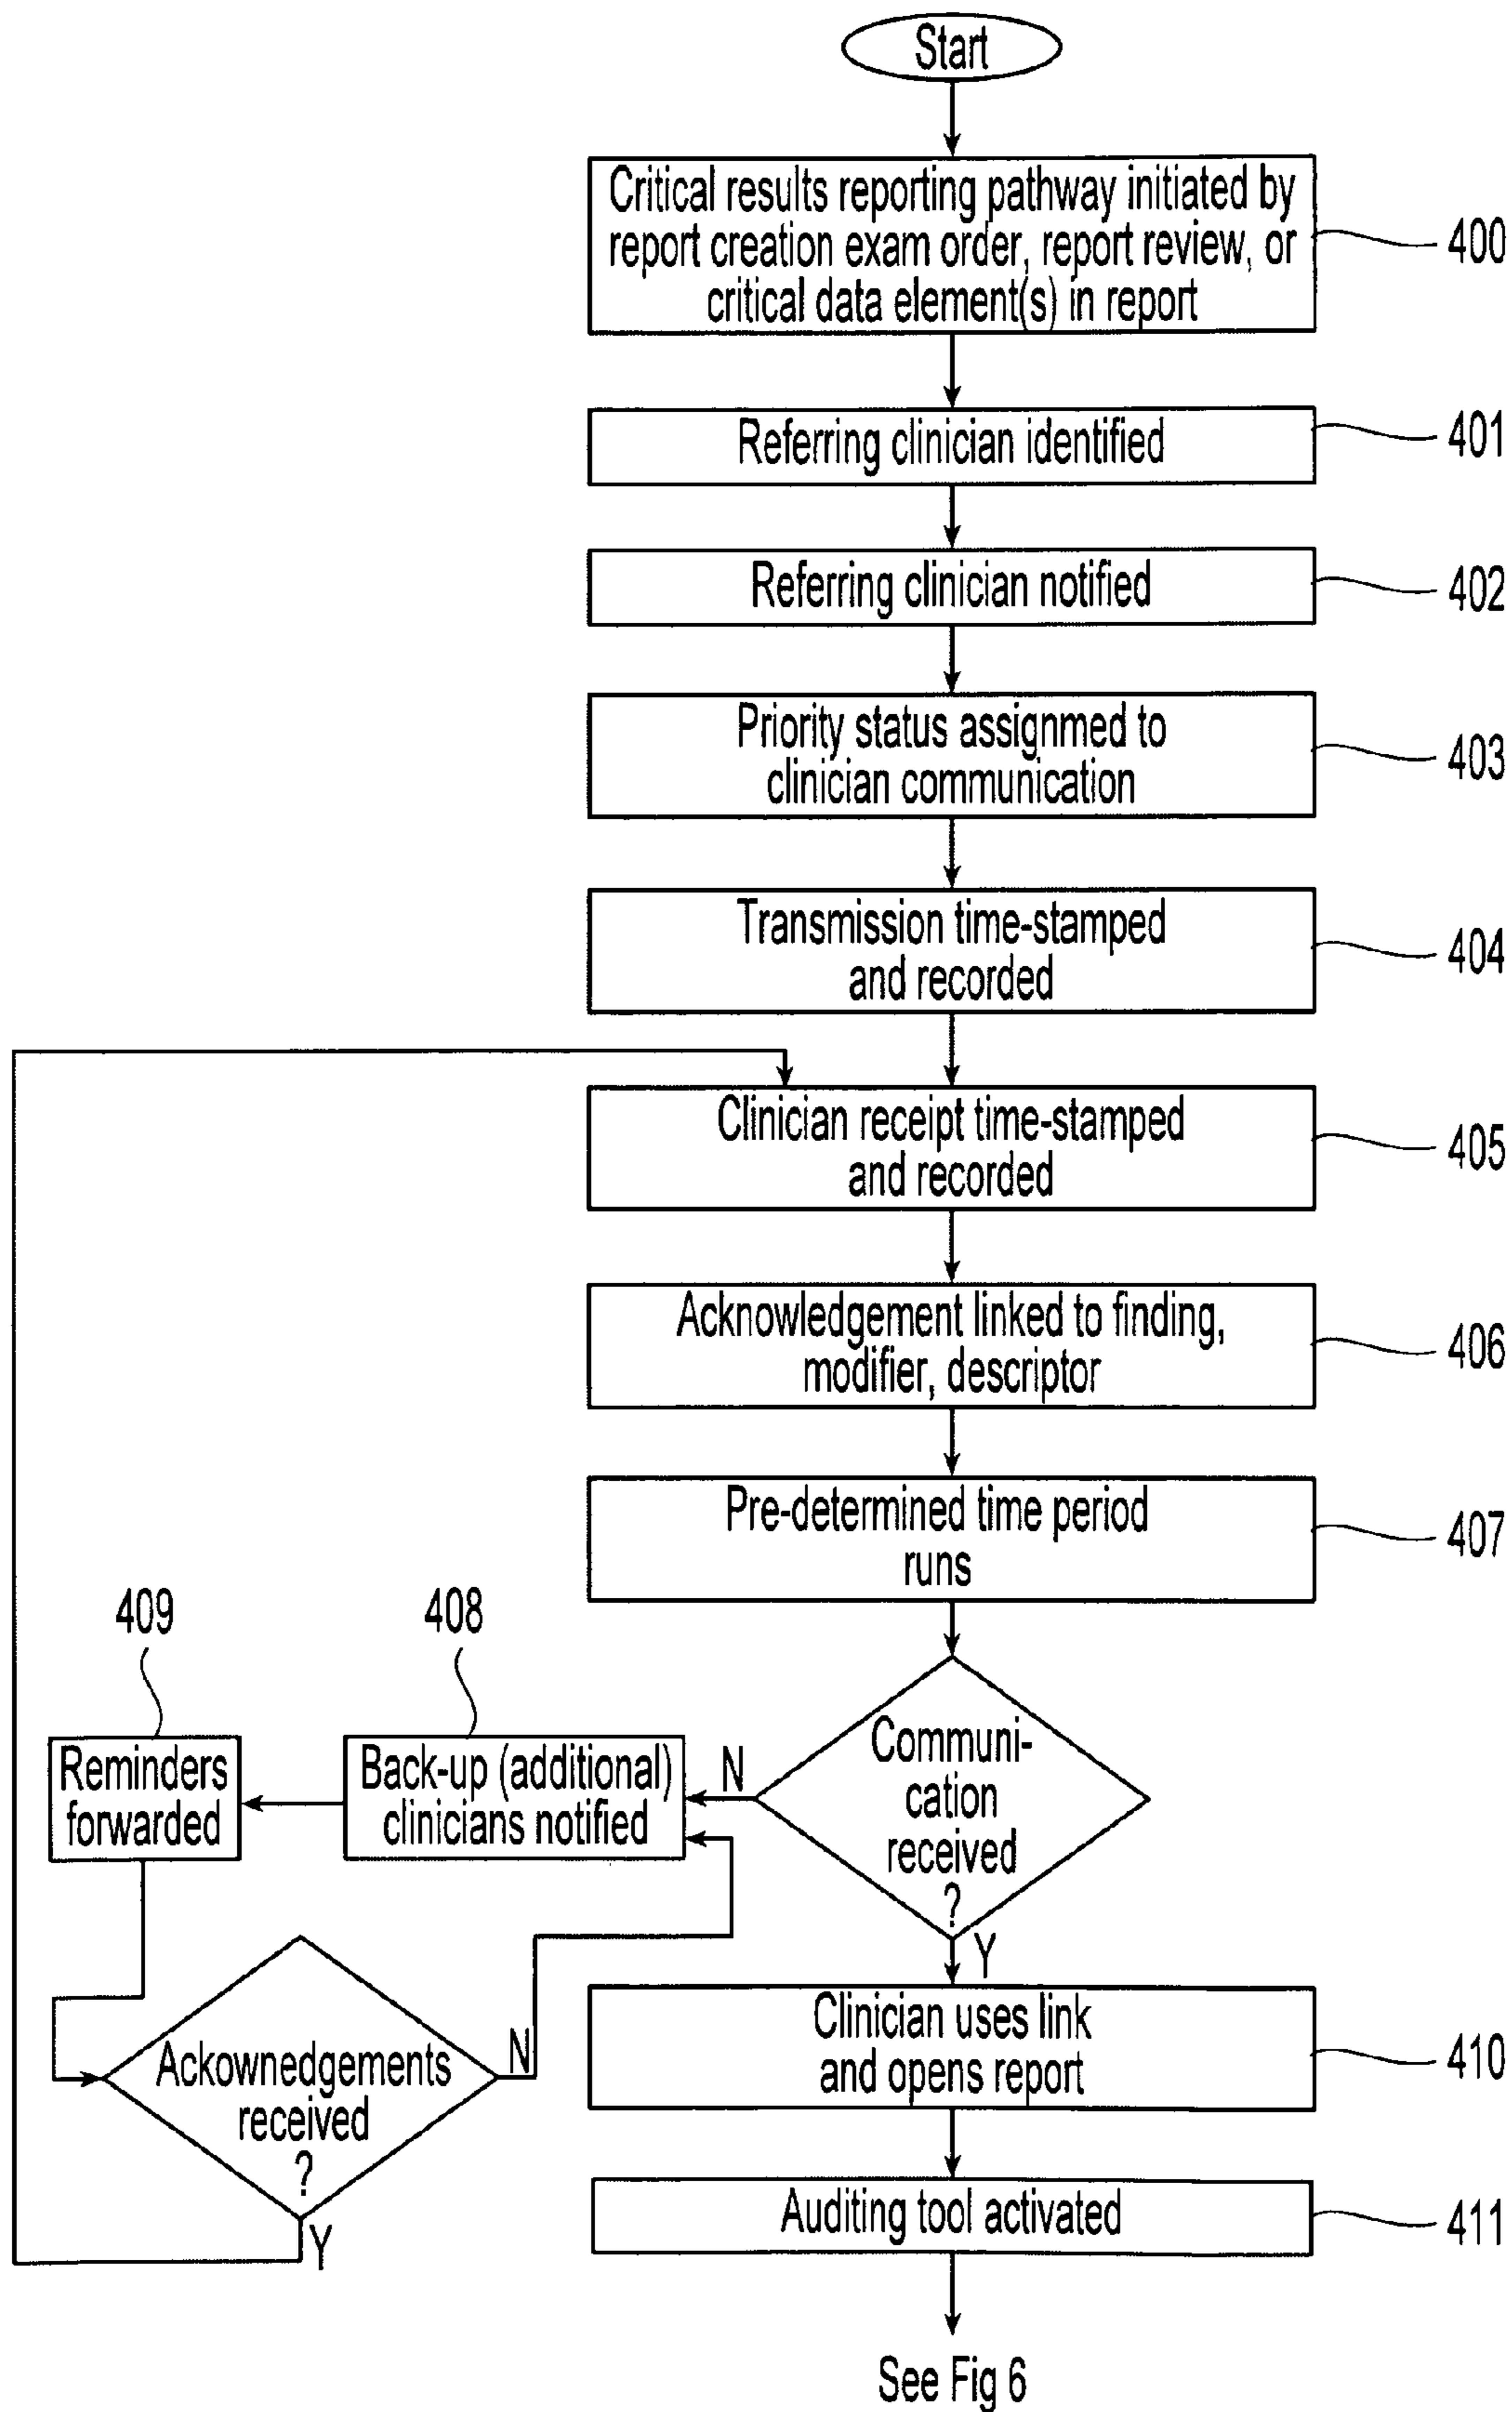 Start
Critical results reporting pathway initiated by
report creation exam order, report review, or
critical data element(s) in report
400
Referring clinician identified
401
Referring clinician notified
402
Priority status assignmed to
clinician communication
403
Transmission time-stamped
and recorded
404
Clinician receipt time-stamped
and recorded
405
Acknowledgement linked to finding,
modifier, descriptor
406
Pre-determined time period
runs
407
Communi-
cation
received
?
N
Y
408
Back-up (additional)
clinicians notified
409
Reminders
forwarded
Ackownedgements
received
?
N
Y
Clinician uses link
and opens report
410
Auditing tool activated
411
See Fig 6